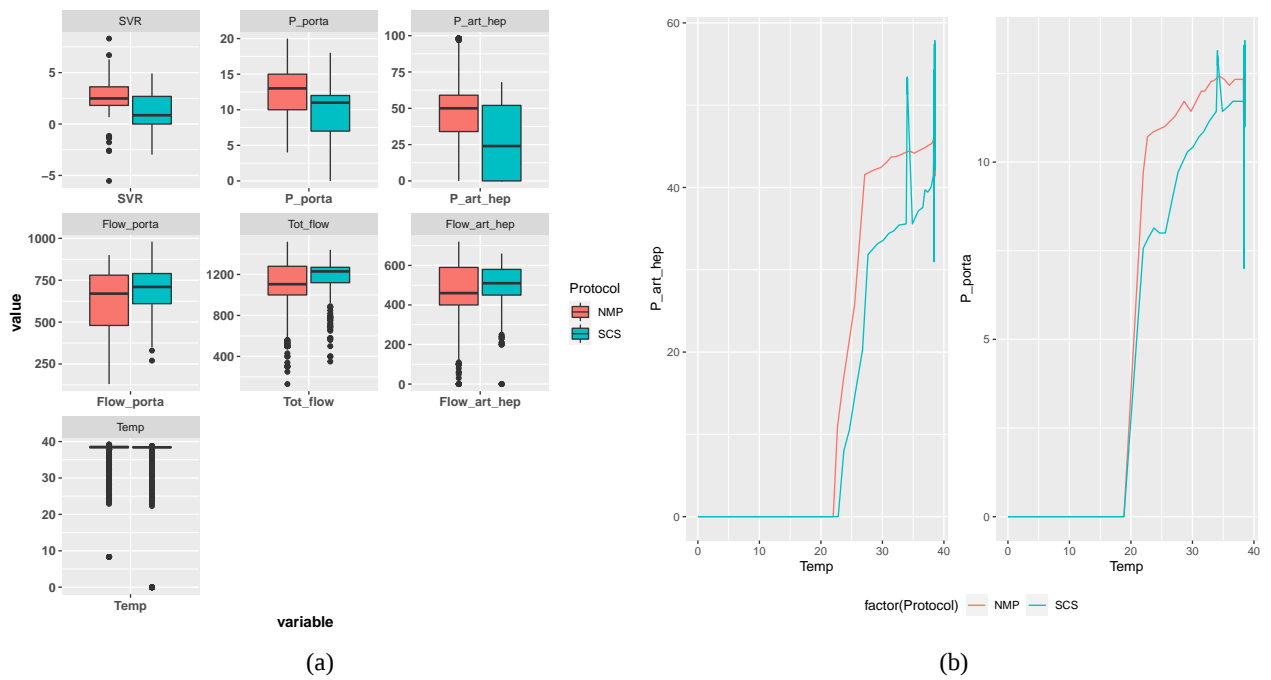 SVR
P_porta
P_art_hep
5
0
-5
20
15
10
5
0
100
75
50
25
0
SVR
P_porta
P_art_hep
Flow_porta
Tot_flow
Flow_art_hep
1000
750
500
250
1200
800
400
600
400
200
0
Flow_porta
Tot_flow
Flow_art_hep
Temp
40
30
20
10
0
Temp
value
variable
Protocol
NMP
SCS
(a)
60
40
20
0
P_art_hep
0 10 20 30 40
Temp
10
5
0
P_porta
0 10 20 30 40
Temp
factor(Protocol) NMP SCS
(b)